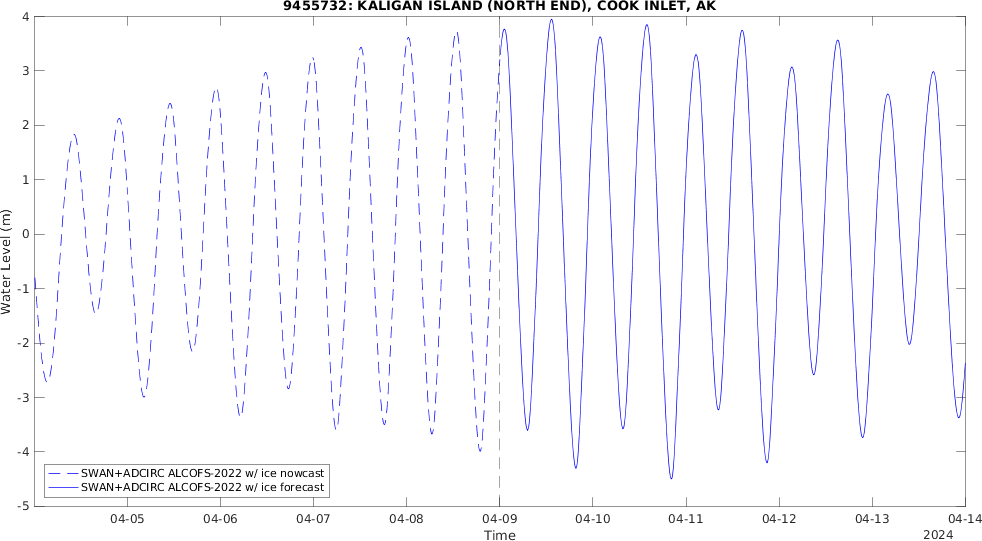 9455732: KALIGAN ISLAND (NORTH END), COOK INLET, AK
4
3
2
1
0
-1
-2
-3
-4
-5
Water Level (m)
SWAN+ADCIRC ALCOFS-2022 w/ ice nowcast
SWAN+ADCIRC ALCOFS-2022 w/ ice forecast
04-05 04-06 04-07 04-08 04-09 04-10 04-11 04-12 04-13 04-14
Time
2024